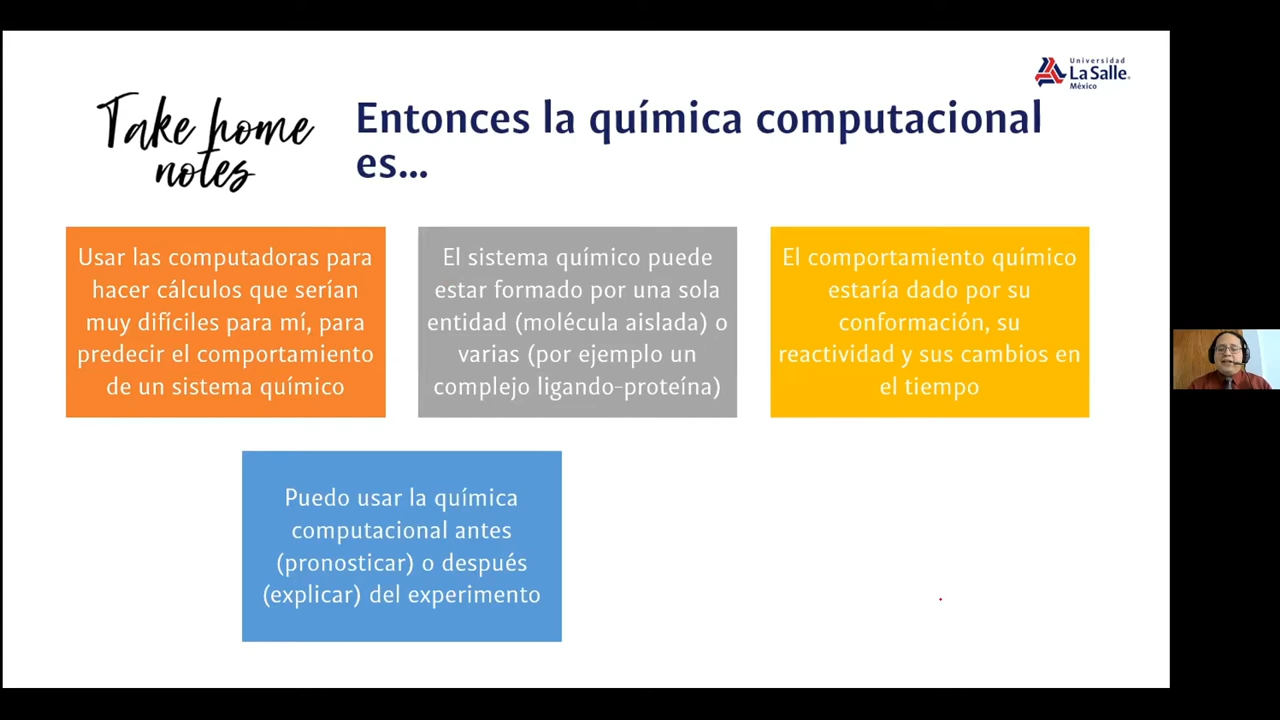 Universidad
La Salle®
México
Take home
notes
Entonces la química computacional
es...
Usar las computadoras para
hacer cálculos que serían
muy difíciles para mí, para
predecir el comportamiento
de un sistema químico
El sistema químico puede
estar formado por una sola
entidad (molécula aislada) o
varias (por ejemplo un
complejo ligando-proteína)
El comportamiento químico
estaría dado por su
conformación, su
reactividad y sus cambios en
el tiempo
Puedo usar la química
computacional antes
(pronosticar) o después
(explicar) del experimento